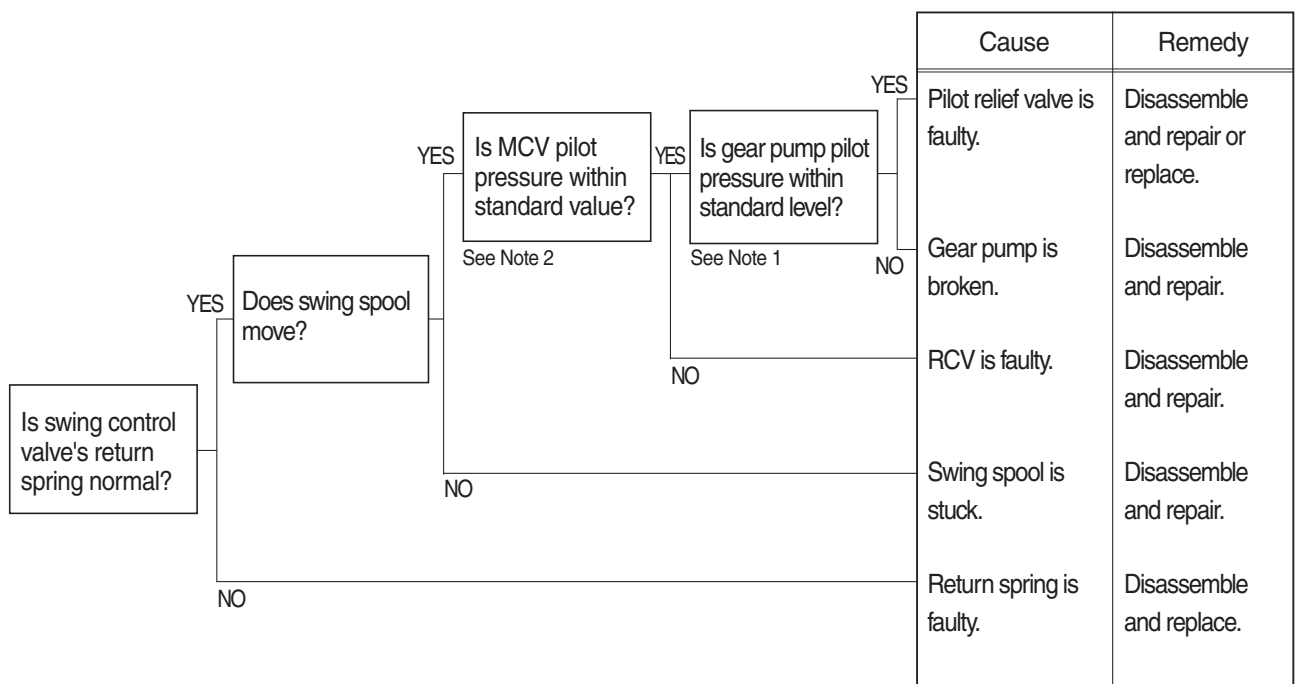 Cause
Remedy
YES
Pilot relief valve is
faulty.
Disassemble
and repair or
replace.
YES
Is MCV pilot
pressure within
standard value?
See Note 2
YES
Is gear pump pilot
pressure within
standard level?
See Note 1
NO
Gear pump is
broken.
Disassemble
and repair.
YES
Does swing spool
move?
NO
RCV is faulty.
Disassemble
and repair.
Is swing control
valve's return
spring normal?
NO
Swing spool is
stuck.
Disassemble
and repair.
NO
Return spring is
faulty.
Disassemble
and replace.